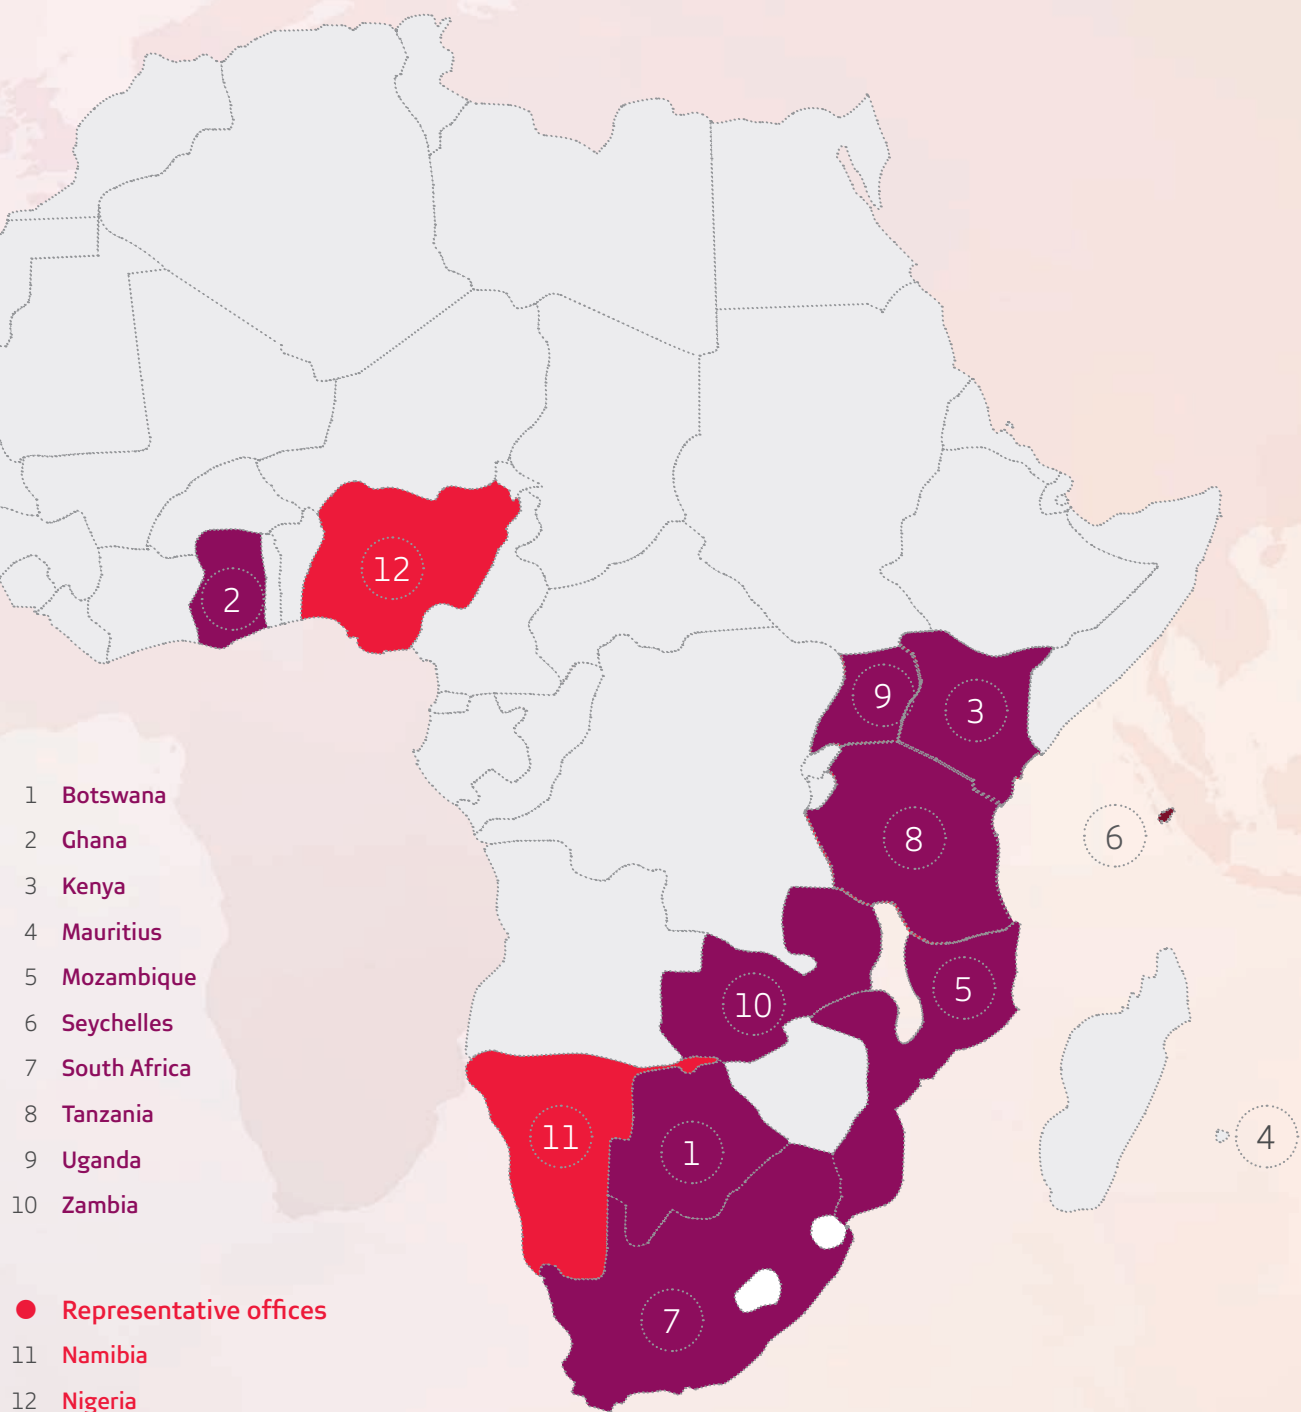 12
2
9
3
8
6
10
5
11
1
4
7
1 Botswana
2 Ghana
3 Kenya
4 Mauritius
5 Mozambique
6 Seychelles
7 South Africa
8 Tanzania
9 Uganda
10 Zambia
Representative offices
11 Namibia
12 Nigeria